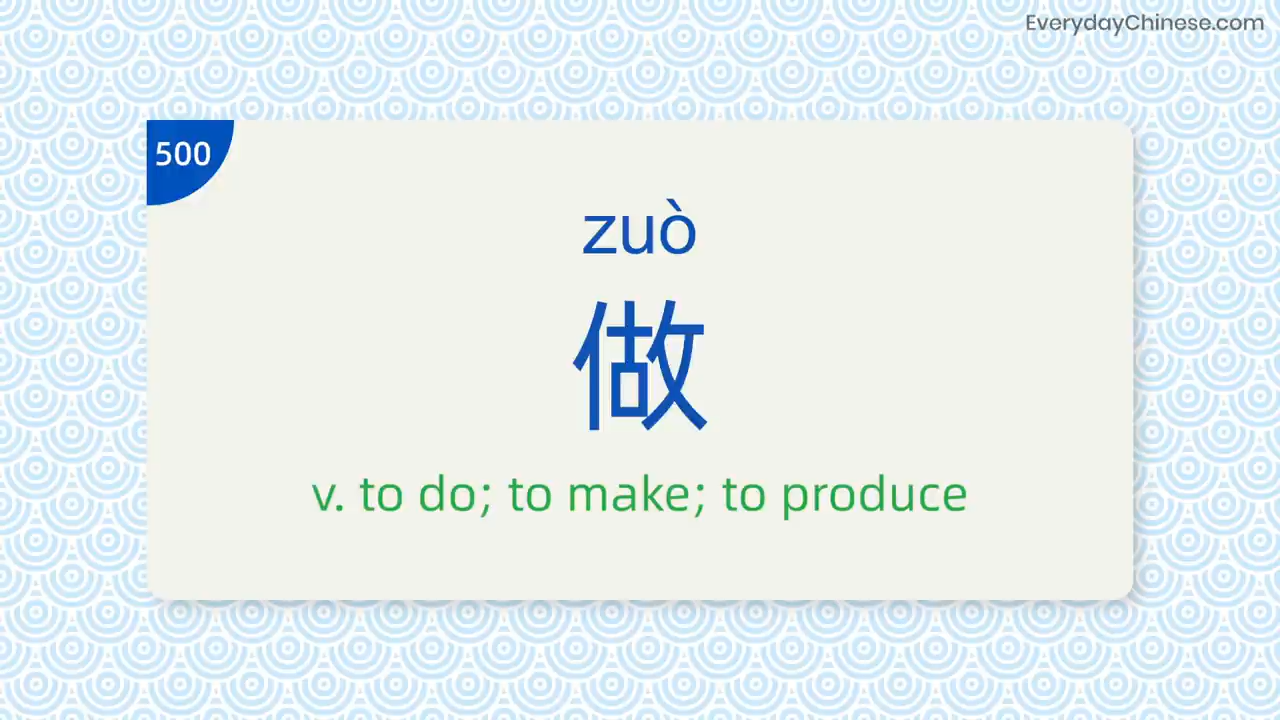 EverydayChinese.com
500
zuò
做
v. to do; to make; to produce